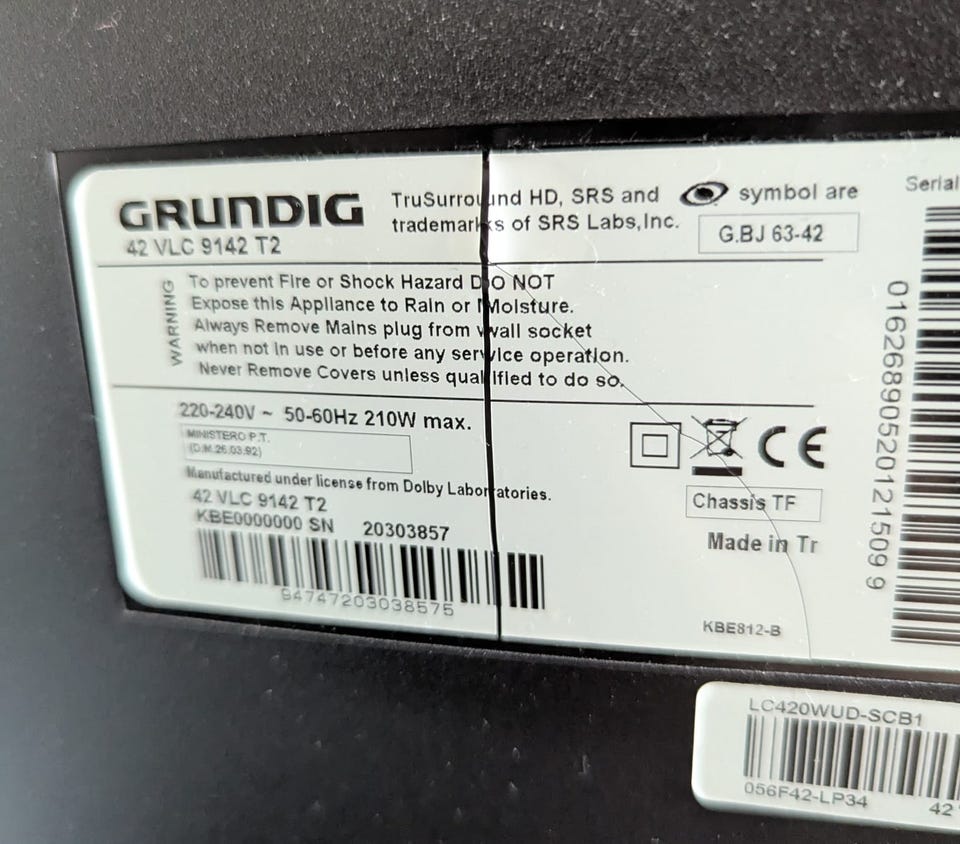 GRUNDIG
42 VLC 9142 T2
TruSurround HD, SRS and symbol are
trademarks of SRS Labs,Inc.
G.BJ 63-42
Serial
WARNING
To prevent Fire or Shock Hazard DO NOT
Expose this Appliance to Rain or Moisture.
Always Remove Mains plug from wall socket
when not in use or before any service operation.
Never Remove Covers unless qualified to do so.
220-240V ~ 50-60Hz 210W max.
MINISTERO P.T.
(D.M.26.03.92)
Manufactured under license from Dolby Laboratories.
42 VLC 9142 T2
KBE0000000 SN 20303857
94747203038575
CE
Chassis TF
Made in Tr
KBE812-B
01626890520121509 9
LC420WUD-SCB1
056F42-LP34
42